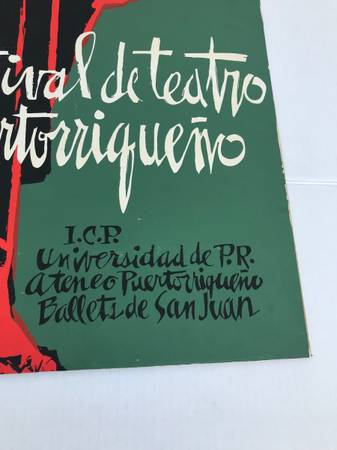 tival de teatro
rtorriqueño
I.C.P.
Universidad de P.R.
Ateneo Puertorriqueño
Ballets de San Juan